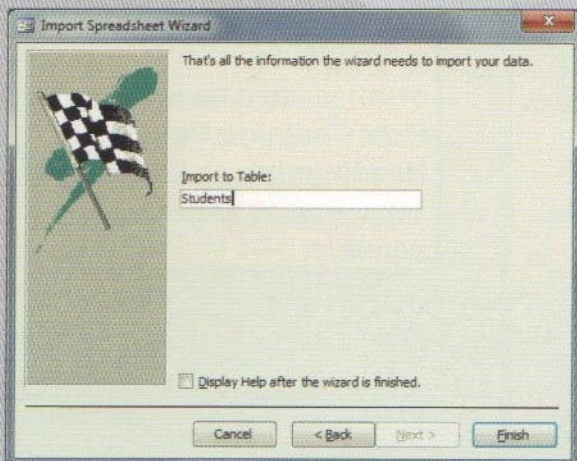 Import Spreadsheet Wizard
That's all the information the wizard needs to import your data.
Import to Table:
Students
Display Help after the wizard is finished.
Cancel
< Back
Next >
Finish